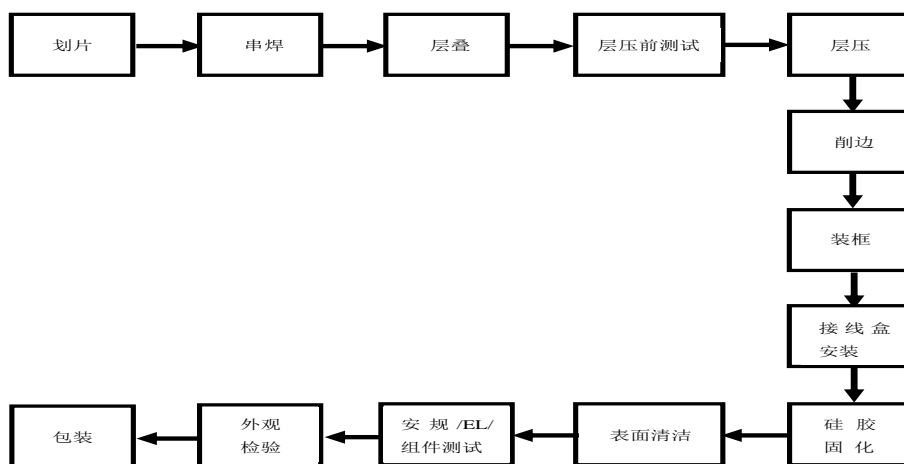 划片
串焊
层叠
层压前测试
层压
削边
装框
接线盒
安装
硅胶
固化
表面清洁
安规/EL/
组件测试
外观
检验
包装